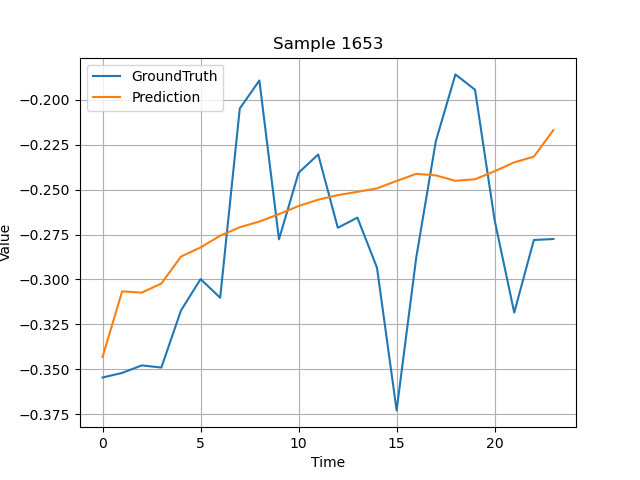 Sample 1653
GroundTruth
Prediction
−0.200
−0.225
−0.250
−0.275
−0.300
−0.325
−0.350
−0.375
Value
0 5 10 15 20
Time